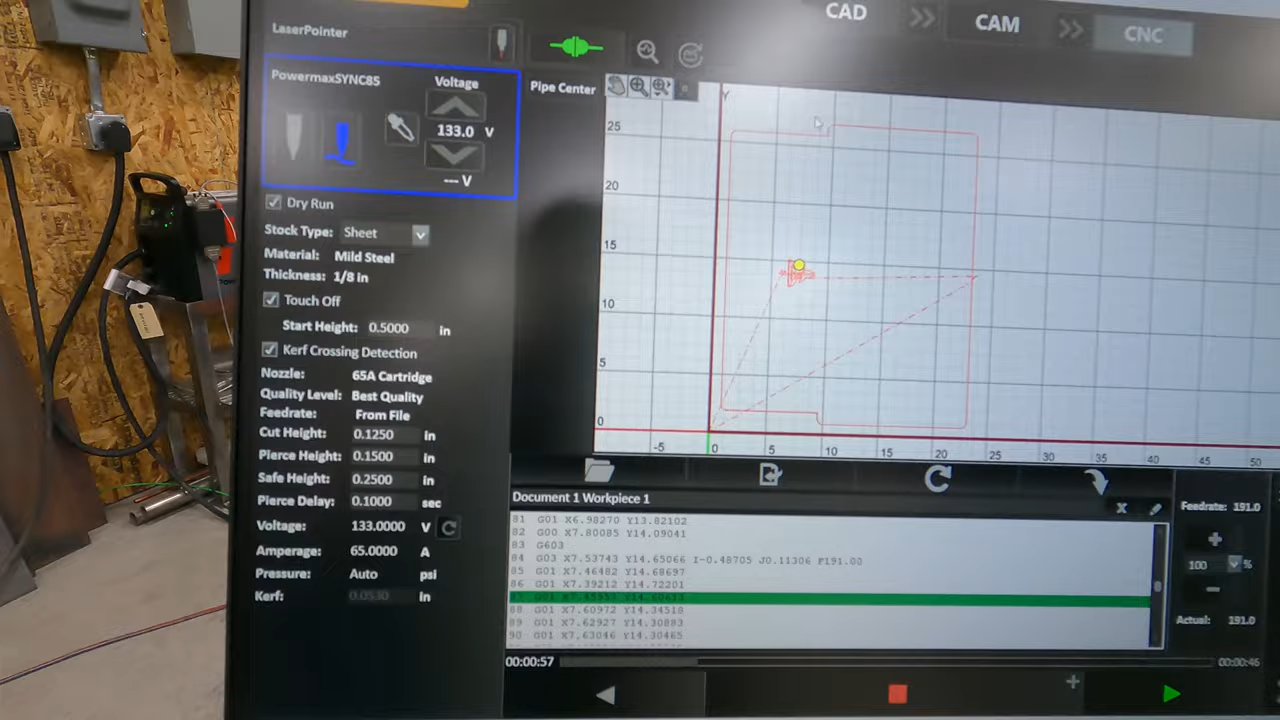 LaserPointer
CAD >> CAM >> CNC
PowermaxSYNC85
Voltage
133.0 V
--- V
Pipe Center
Dry Run
Stock Type: Sheet
Material: Mild Steel
Thickness: 1/8 in
Touch Off
Start Height: 0.5000 in
Kerf Crossing Detection
Nozzle: 65A Cartridge
Quality Level: Best Quality
Feedrate: From File
Cut Height: 0.1250 in
Pierce Height: 0.1500 in
Safe Height: 0.2500 in
Pierce Delay: 0.1000 sec
Voltage: 133.0000 V
Amperage: 65.0000 A
Pressure: Auto psi
Kerf: 0.0530 in
Y
25
20
15
10
5
0
-5 0 5 10 15 20 25 30 35 40 45 50
Document 1 Workpiece 1
X
81 G01 X6.98270 Y13.82102
82 G00 X7.80085 Y14.09041
83 G603
84 G03 X7.53743 Y14.65066 I-0.48705 J0.11306 F191.00
85 G01 X7.46482 Y14.68697
86 G01 X7.39212 Y14.72201
88 G01 X7.60972 Y14.34518
89 G01 X7.62927 Y14.30883
90 G01 X7.63046 Y14.30465
Feedrate: 191.0
+
100 %
−
Actual: 191.0
00:00:57
00:00:46